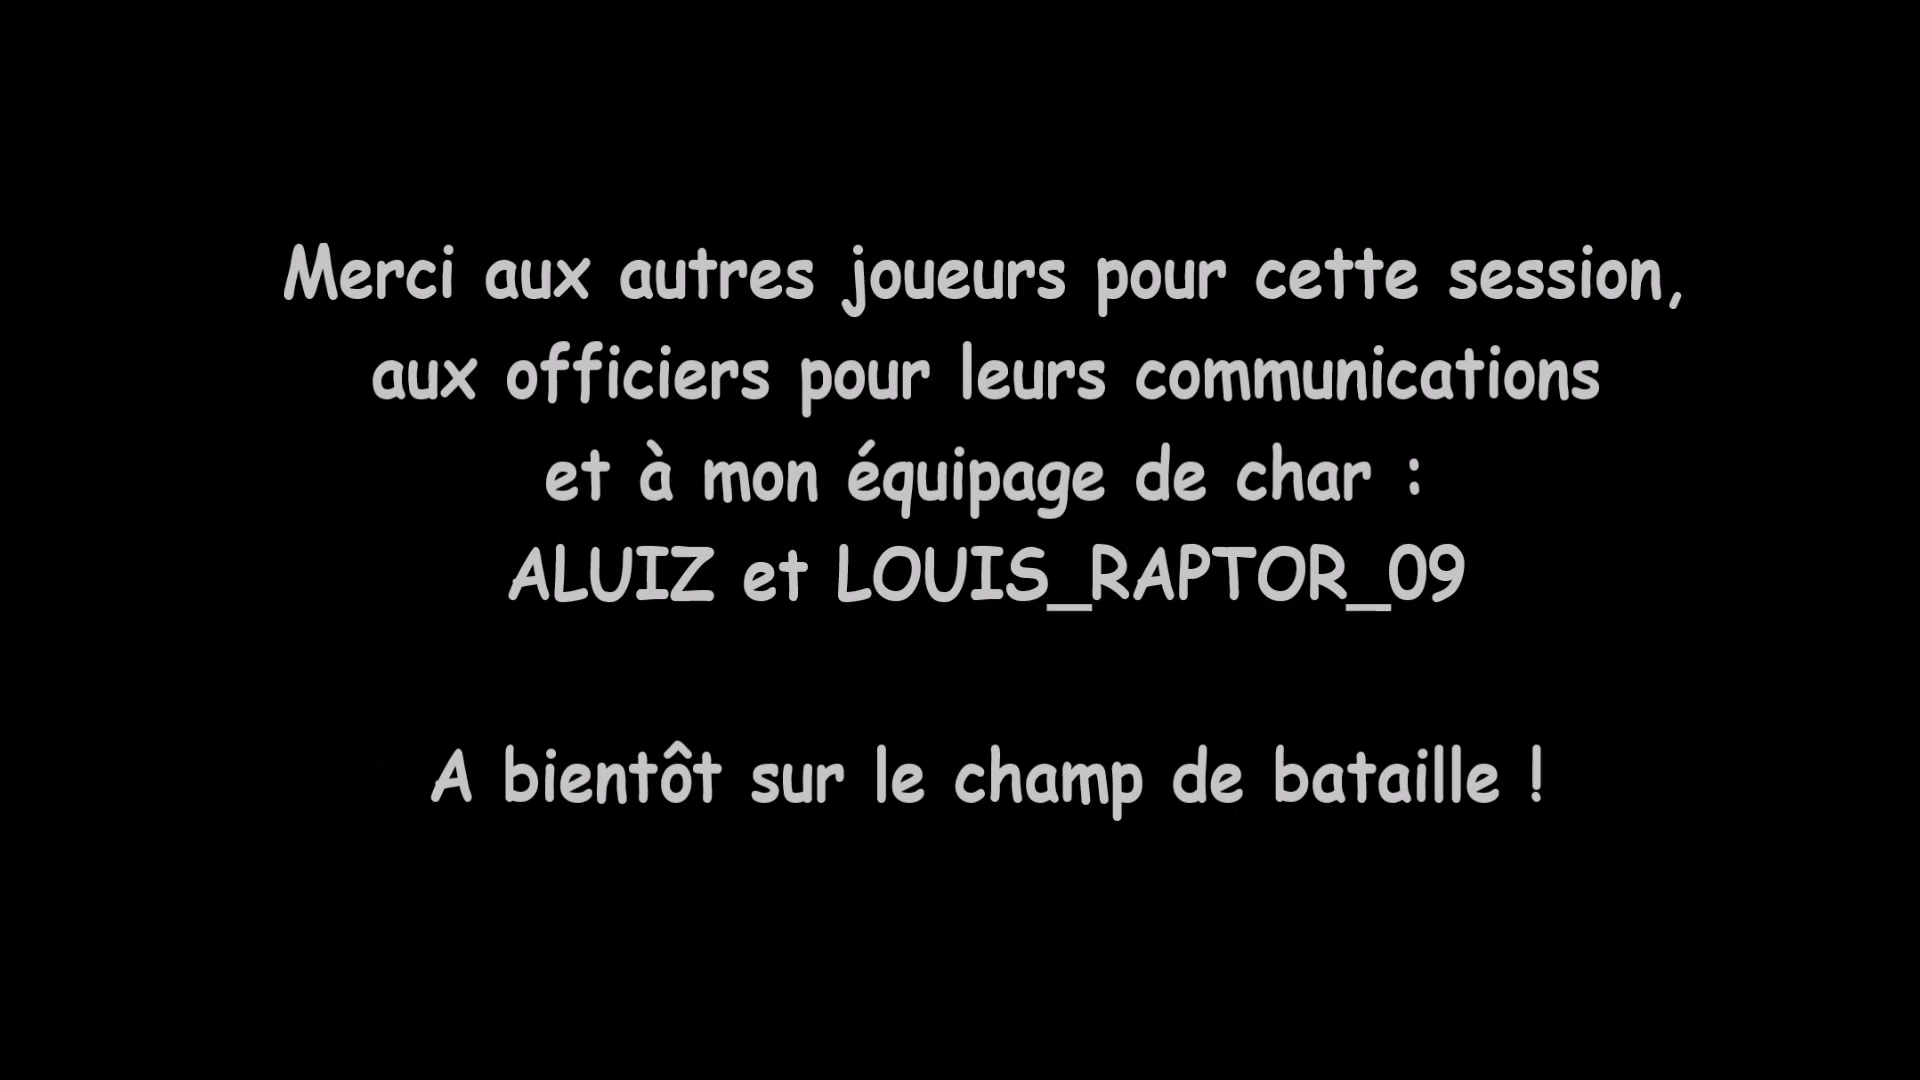 Merci aux autres joueurs pour cette session,
aux officiers pour leurs communications
et à mon équipage de char :
ALUIZ et LOUIS_RAPTOR_09
A bientôt sur le champ de bataille !